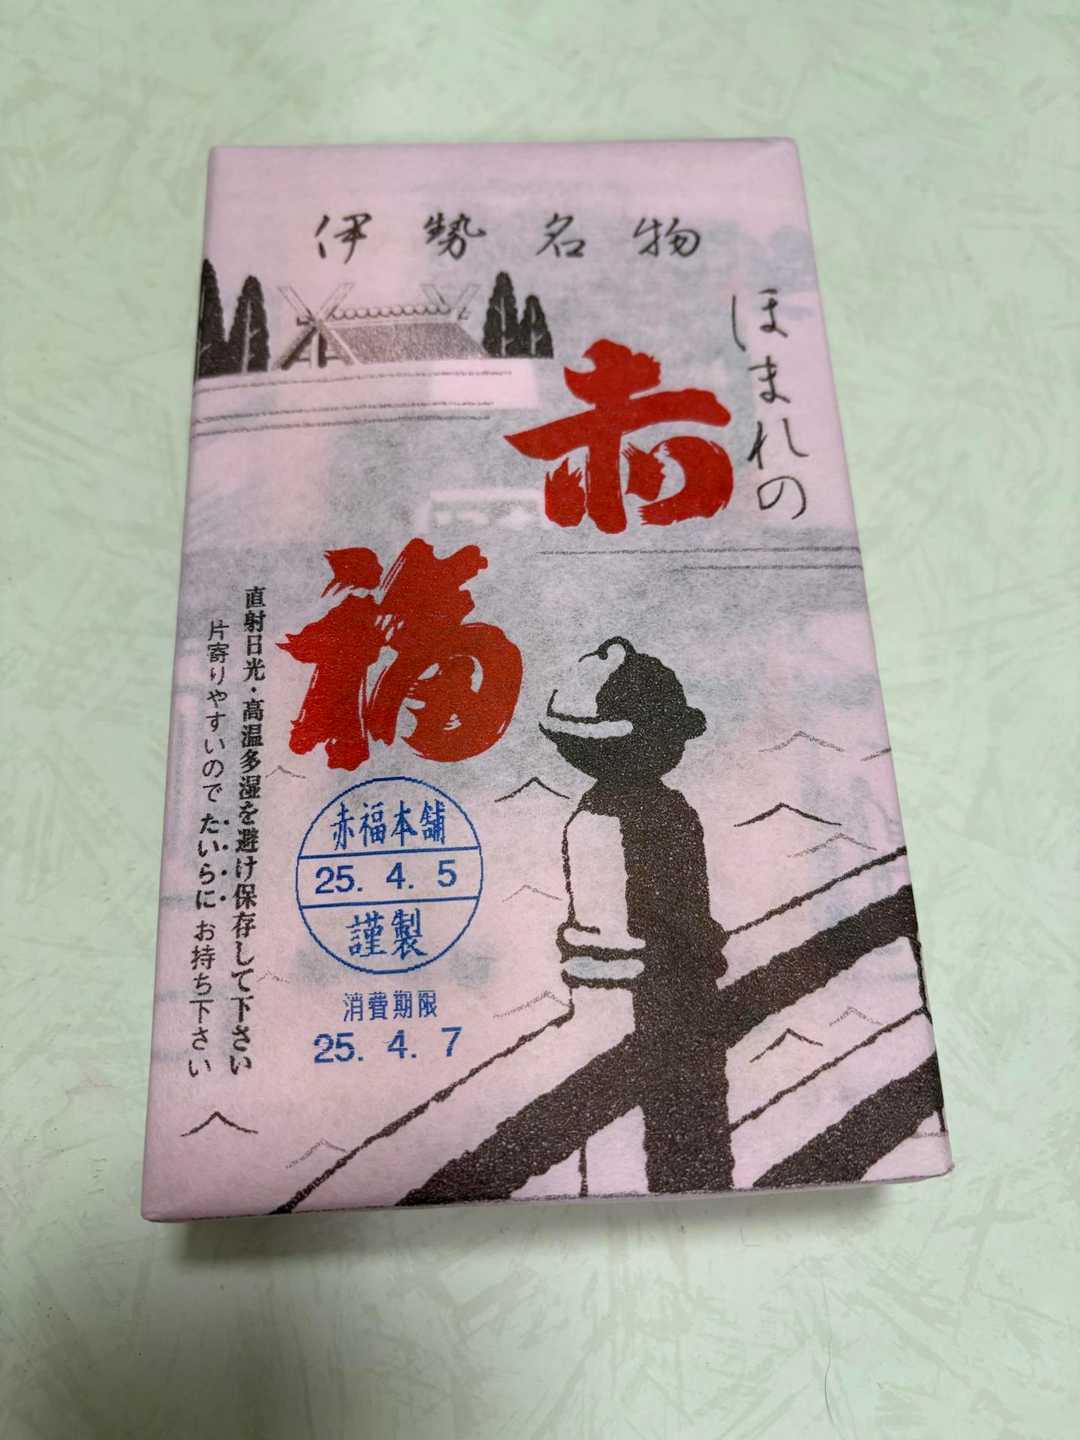 伊勢名物
ほまれの
赤福
直射日光・高温多湿を避け保存して下さい
片寄りやすいのでたいらにお持ち下さい
赤福本舗
25. 4. 5
謹製
消費期限
25. 4. 7